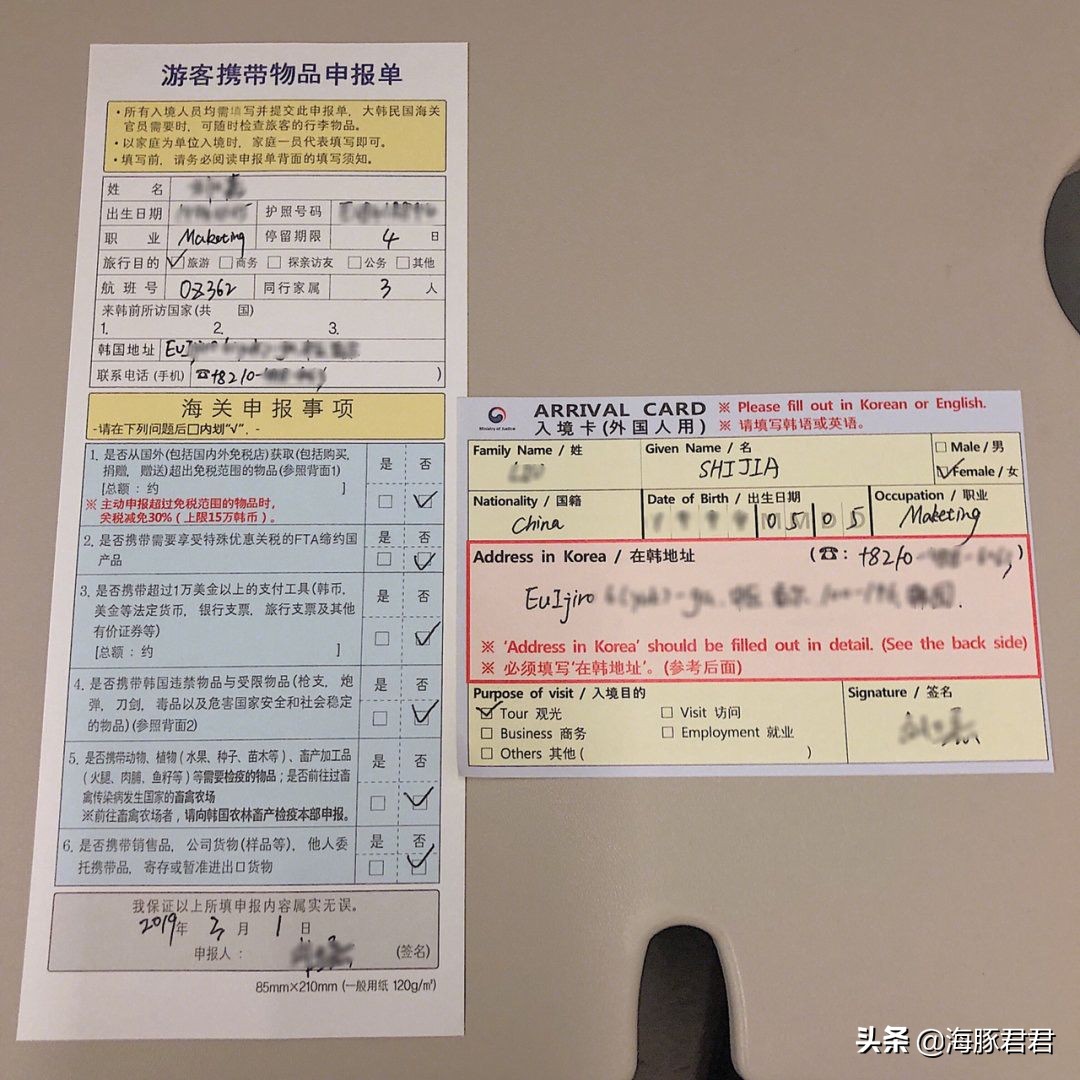 游客携带物品申报单
·所有入境人员均需填写并提交此申报单，大韩民国海关
官员需要时，可随时检查旅客的行李物品。
·以家庭为单位入境时，家庭一员代表填写即可。
·填写前，请务必阅读申报单背面的填写须知。
姓 名
出生日期 护照号码
职 业 Maketing 停留期限 4 日
旅行目的 ✓□旅游 □商务 □ 探亲访友 □公务 □其他
航 班 号 OZ362 同行家属 3 人
来韩前所访国家(共 国)
1. 2. 3.
韩国地址 EuIj
联系电话 (手机) ☎+8210- )
海关申报事项
-请在下列问题后□内划“√”. -
1. 是否从国外(包括国内外免税店)获取(包括购买, 是 否
捐赠，赠送)超出免税范围的物品(参照背面1)
[总额：约 ] □ ✓
※ 主动申报超过免税范围的物品时,
关税减免30%（上限15万韩币）。
2. 是否携带需要享受特殊优惠关税的FTA缔约国 是 否
产品 □ ✓
3. 是否携带超过1万美金以上的支付工具(韩币, 是 否
美金等法定货币，银行支票，旅行支票及其他
有价证券等) □ ✓
[总额：约 ]
4. 是否携带韩国违禁物品与受限物品(枪支，炮 是 否
弹，刀剑，毒品以及危害国家安全和社会稳定
的物品)(参照背面2) □ ✓
5. 是否携带动物、植物（水果、种子、苗木等）、畜产加工品 是 否
（火腿、肉脯、鱼籽等）等需要检疫的物品；是否前往过畜
禽传染病发生国家的畜禽农场 □ ✓
※前往畜禽农场者，请向韩国农林畜产检疫本部申报。
6. 是否携带销售品，公司货物(样品等)，他人委 是 否
托携带品，寄存或暂准进出口货物 □ ✓
我保证以上所填申报内容属实无误。
2019年 3 月 1 日
申报人： (签名)
85mm×210mm (一般用纸 120g/㎡)
Ministry of Justice
ARRIVAL CARD ※ Please fill out in Korean or English.
入境卡(外国人用) ※ 请填写韩语或英语。
Family Name / 姓 Given Name / 名 □ Male / 男
SHIJIA ✓Female / 女
Nationality / 国籍 Date of Birth / 出生日期 Occupation / 职业
China 0 5 0 5 Maketing
Address in Korea / 在韩地址 (☎: +8210- )
EuIjiro
※ 'Address in Korea' should be filled out in detail. (See the back side)
※ 必须填写'在韩地址'。(参考后面)
Purpose of visit / 入境目的 Signature / 签名
✓ Tour 观光 □ Visit 访问
□ Business 商务 □ Employment 就业
□ Others 其他 ( )
头条 @海豚君君